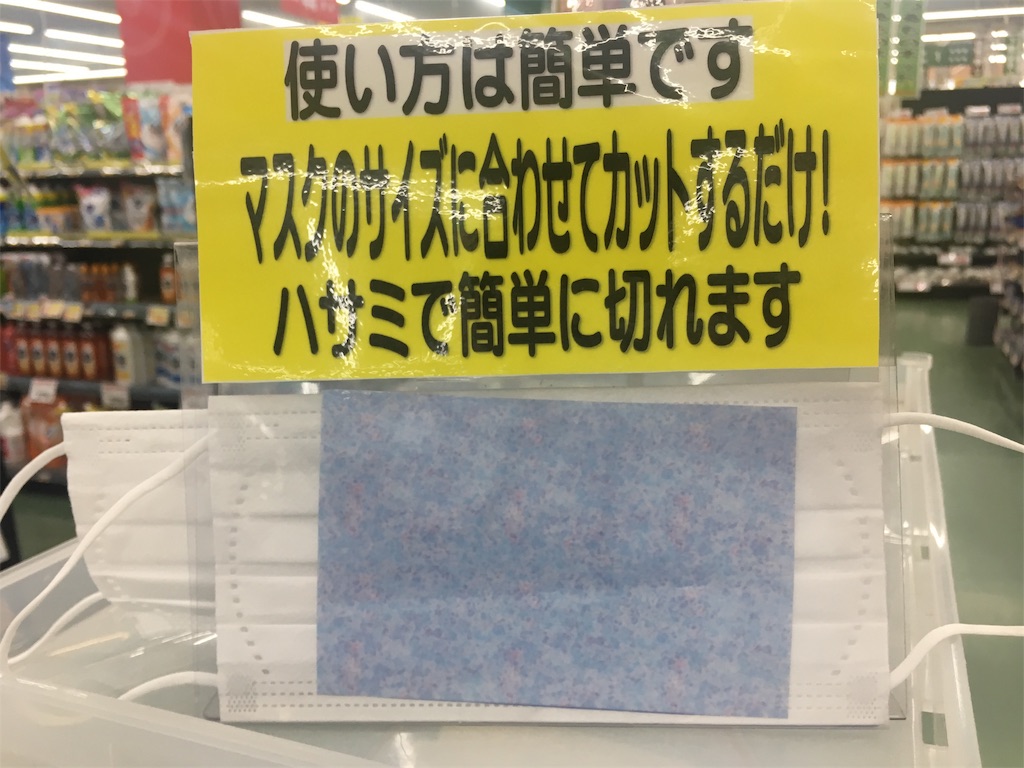 使い方は簡単です
マスクのサイズに合わせてカットするだけ!
ハサミで簡単に切れます